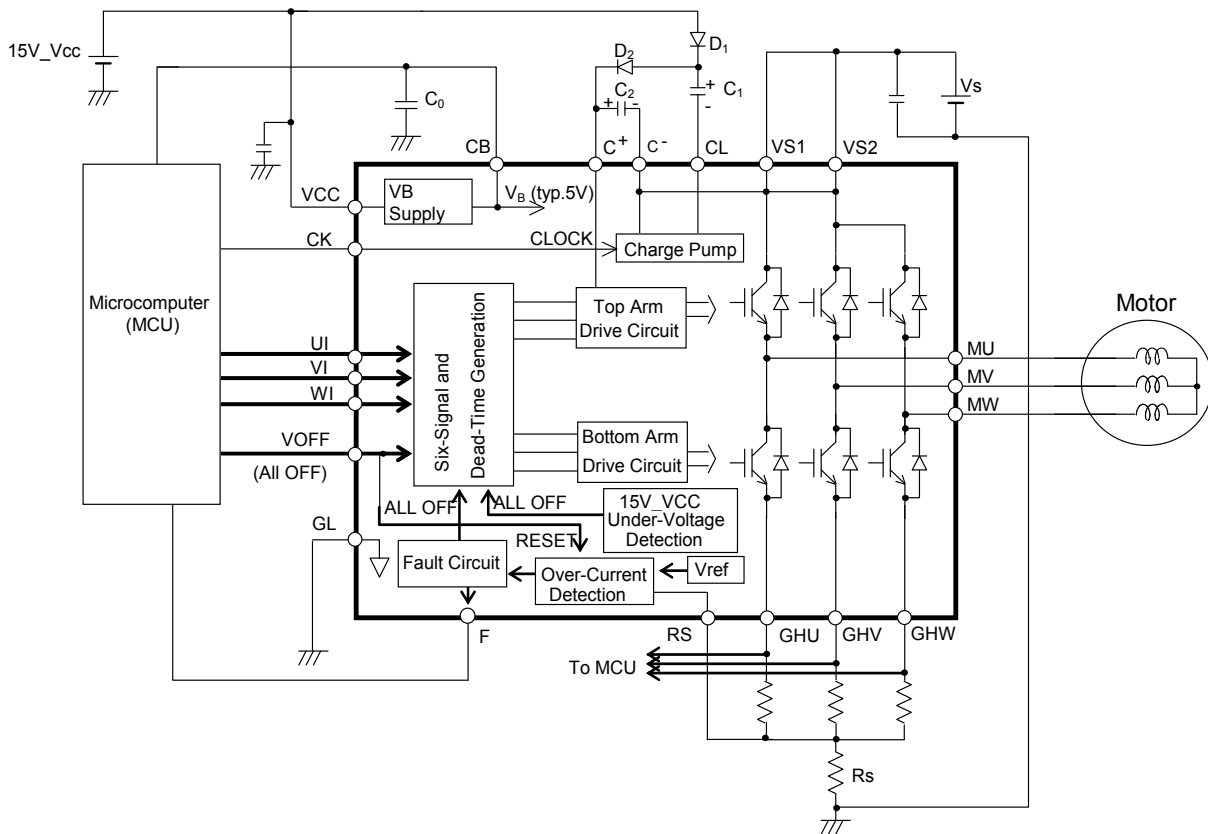 15V_Vcc
D2
D1
C2
+
-
+
-
C1
C0
Vs
CB
C+
C-
CL
VS1
VS2
VCC
VB
Supply
VB (typ.5V)
CK
CLOCK
Charge Pump
Microcomputer
(MCU)
Six-Signal and
Dead-Time Generation
Top Arm
Drive Circuit
Motor
UI
VI
WI
MU
MV
MW
VOFF
(All OFF)
Bottom Arm
Drive Circuit
ALL OFF
ALL OFF
15V_VCC
Under-Voltage
Detection
GL
RESET
Fault Circuit
Over-Current
Detection
Vref
F
RS
GHU
GHV
GHW
To MCU
Rs